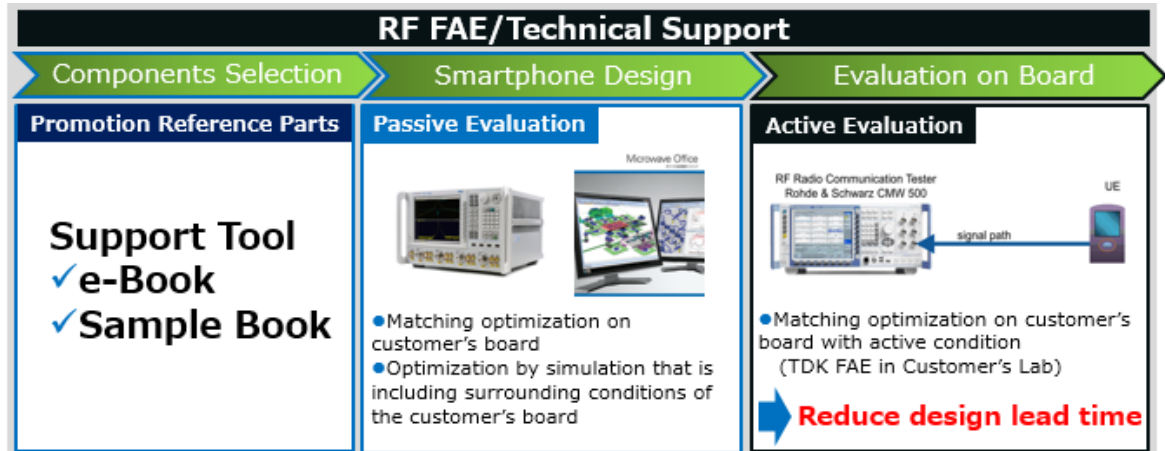 RF FAE/Technical Support
Components Selection
Smartphone Design
Evaluation on Board
Promotion Reference Parts
Support Tool
✓e-Book
✓Sample Book
Passive Evaluation
Microwave Office
●Matching optimization on
customer's board
●Optimization by simulation that is
including surrounding conditions of
the customer's board
Active Evaluation
RF Radio Communication Tester
Rohde & Schwarz CMW 500
UE
signal path
●Matching optimization on customer's
board with active condition
(TDK FAE in Customer's Lab)
Reduce design lead time